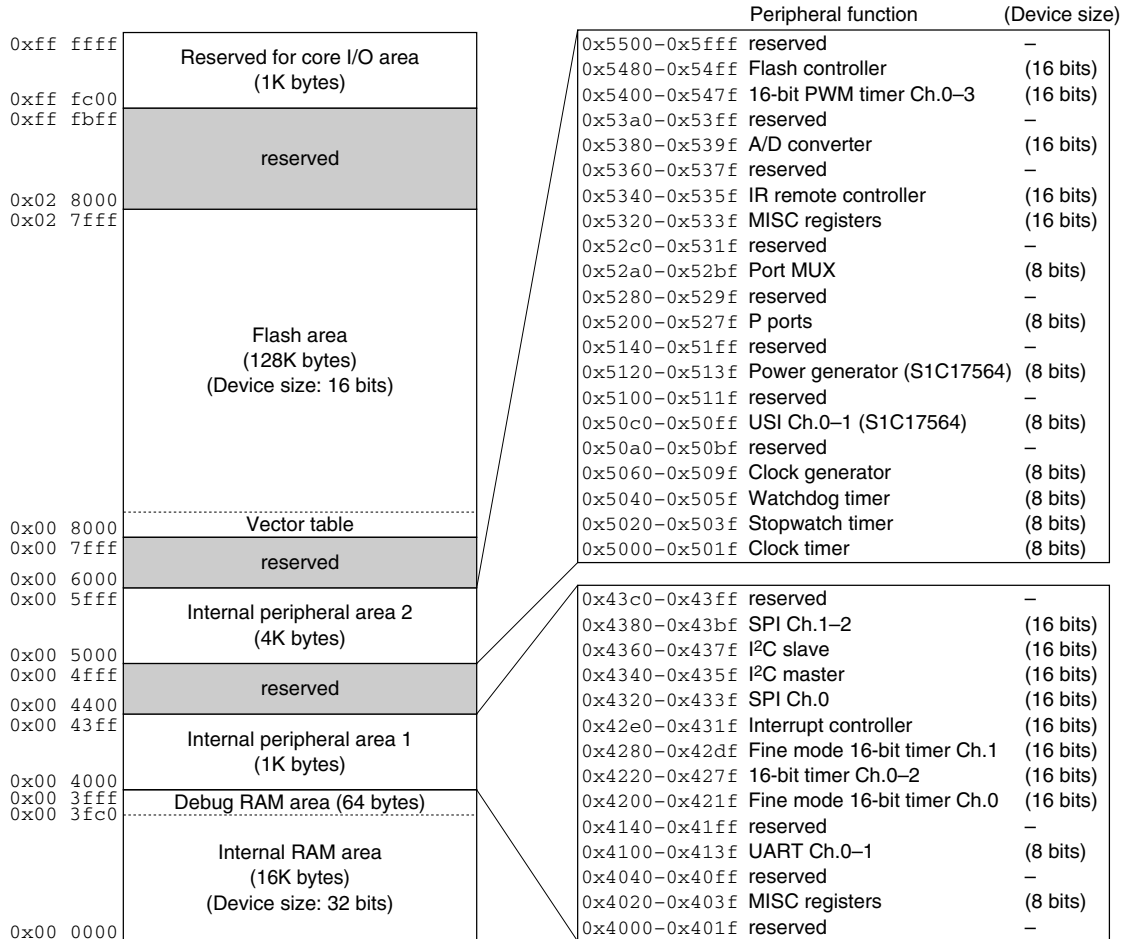 0xff ffff
Reserved for core I/O area
(1K bytes)
0xff fc00
0xff fbff
reserved
0x02 8000
0x02 7fff
Flash area
(128K bytes)
(Device size: 16 bits)
Vector table
0x00 8000
0x00 7fff
reserved
0x00 6000
0x00 5fff
Internal peripheral area 2
(4K bytes)
0x00 5000
0x00 4fff
reserved
0x00 4400
0x00 43ff
Internal peripheral area 1
(1K bytes)
0x00 4000
0x00 3fff
Debug RAM area (64 bytes)
0x00 3fc0
Internal RAM area
(16K bytes)
(Device size: 32 bits)
0x00 0000
Peripheral function (Device size)
0x5500–0x5fff reserved –
0x5480–0x54ff Flash controller (16 bits)
0x5400–0x547f 16-bit PWM timer Ch.0–3 (16 bits)
0x53a0–0x53ff reserved –
0x5380–0x539f A/D converter (16 bits)
0x5360–0x537f reserved –
0x5340–0x535f IR remote controller (16 bits)
0x5320–0x533f MISC registers (16 bits)
0x52c0–0x531f reserved –
0x52a0–0x52bf Port MUX (8 bits)
0x5280–0x529f reserved –
0x5200–0x527f P ports (8 bits)
0x5140–0x51ff reserved –
0x5120–0x513f Power generator (S1C17564) (8 bits)
0x5100–0x511f reserved –
0x50c0–0x50ff USI Ch.0–1 (S1C17564) (8 bits)
0x50a0–0x50bf reserved –
0x5060–0x509f Clock generator (8 bits)
0x5040–0x505f Watchdog timer (8 bits)
0x5020–0x503f Stopwatch timer (8 bits)
0x5000–0x501f Clock timer (8 bits)
0x43c0–0x43ff reserved –
0x4380–0x43bf SPI Ch.1–2 (16 bits)
0x4360–0x437f I²C slave (16 bits)
0x4340–0x435f I²C master (16 bits)
0x4320–0x433f SPI Ch.0 (16 bits)
0x42e0–0x431f Interrupt controller (16 bits)
0x4280–0x42df Fine mode 16-bit timer Ch.1 (16 bits)
0x4220–0x427f 16-bit timer Ch.0–2 (16 bits)
0x4200–0x421f Fine mode 16-bit timer Ch.0 (16 bits)
0x4140–0x41ff reserved –
0x4100–0x413f UART Ch.0–1 (8 bits)
0x4040–0x40ff reserved –
0x4020–0x403f MISC registers (8 bits)
0x4000–0x401f reserved –